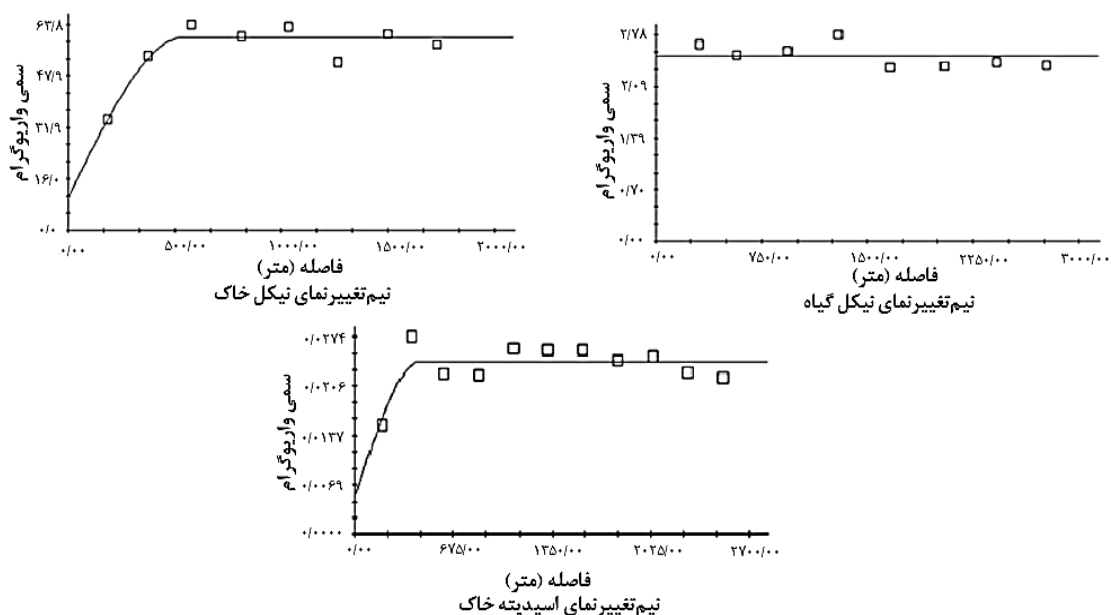 سمی واریوگرام
۶۳/۸
۴۷/۹
۳۱/۹
۱۶/۰
۰/۰
۰/۰۰ ۵۰۰/۰۰ ۱۰۰۰/۰۰ ۱۵۰۰/۰۰ ۲۰۰۰/۰۰
فاصله (متر)
نیم‌تغییرنمای نیکل خاک
سمی واریوگرام
۲/۷۸
۲/۰۹
۱/۳۹
۰/۷۰
۰/۰۰
۰/۰۰ ۷۵۰/۰۰ ۱۵۰۰/۰۰ ۲۲۵۰/۰۰ ۳۰۰۰/۰۰
فاصله (متر)
نیم‌تغییرنمای نیکل گیاه
سمی واریوگرام
۰/۰۲۷۴
۰/۰۲۰۶
۰/۰۱۳۷
۰/۰۰۶۹
۰/۰۰۰۰
۰/۰۰ ۶۷۵/۰۰ ۱۳۵۰/۰۰ ۲۰۲۵/۰۰ ۲۷۰۰/۰۰
فاصله (متر)
نیم‌تغییرنمای اسیدیته خاک